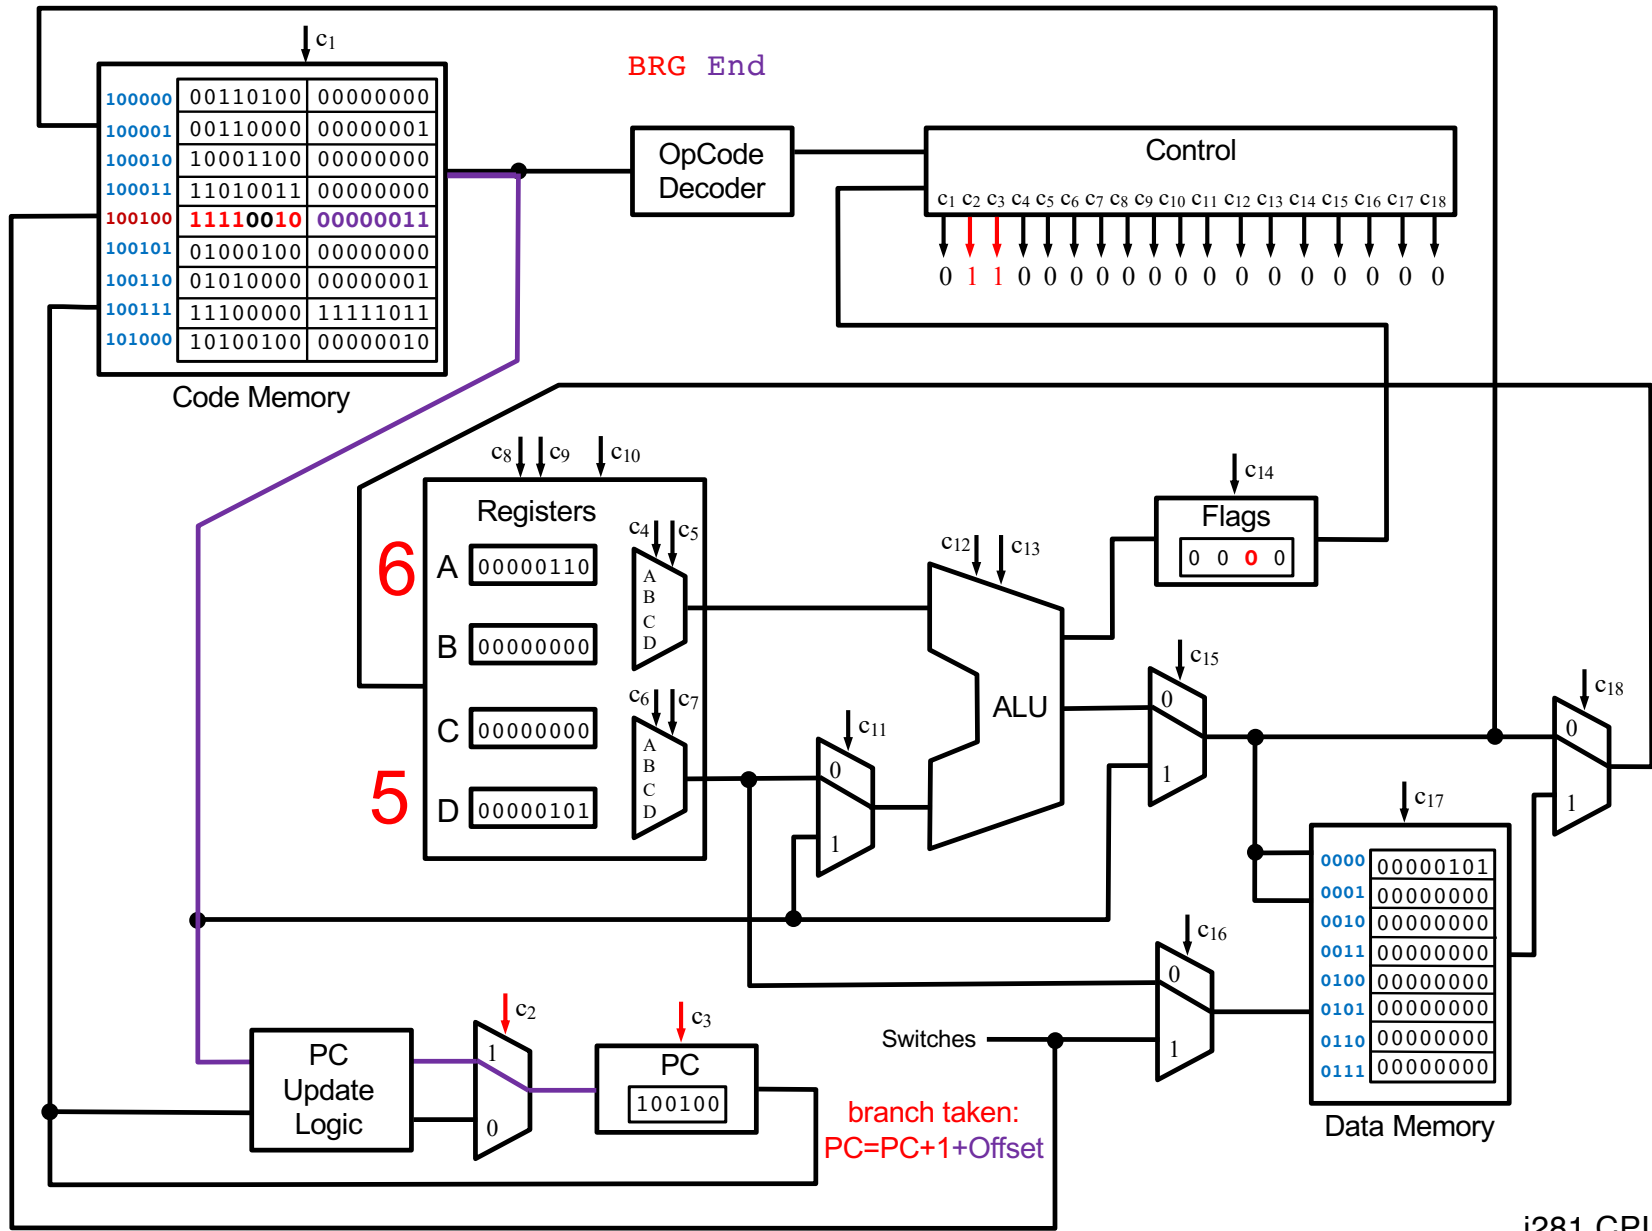 c1
BRG End
100000 00110100 00000000
100001 00110000 00000001
100010 10001100 00000000
100011 11010011 00000000
100100 11110010 00000011
100101 01000100 00000000
100110 01010000 00000001
100111 11100000 11111011
101000 10100100 00000010
Code Memory
OpCode
Decoder
Control
c1 c2 c3 c4 c5 c6 c7 c8 c9 c10 c11 c12 c13 c14 c15 c16 c17 c18
0 1 1 0 0 0 0 0 0 0 0 0 0 0 0 0 0 0
c8 c9 c10
Registers
c4 c5
6
A 00000110
B 00000000
C 00000000
5
D 00000101
A
B
C
D
c6 c7
A
B
C
D
c11
0
1
c12 c13
ALU
c14
Flags
0 0 0 0
c15
0
1
c18
0
1
c17
0000 00000101
0001 00000000
0010 00000000
0011 00000000
0100 00000000
0101 00000000
0110 00000000
0111 00000000
Data Memory
c16
0
1
Switches
PC
Update
Logic
c2
1
0
c3
PC
100100
branch taken:
PC=PC+1+Offset